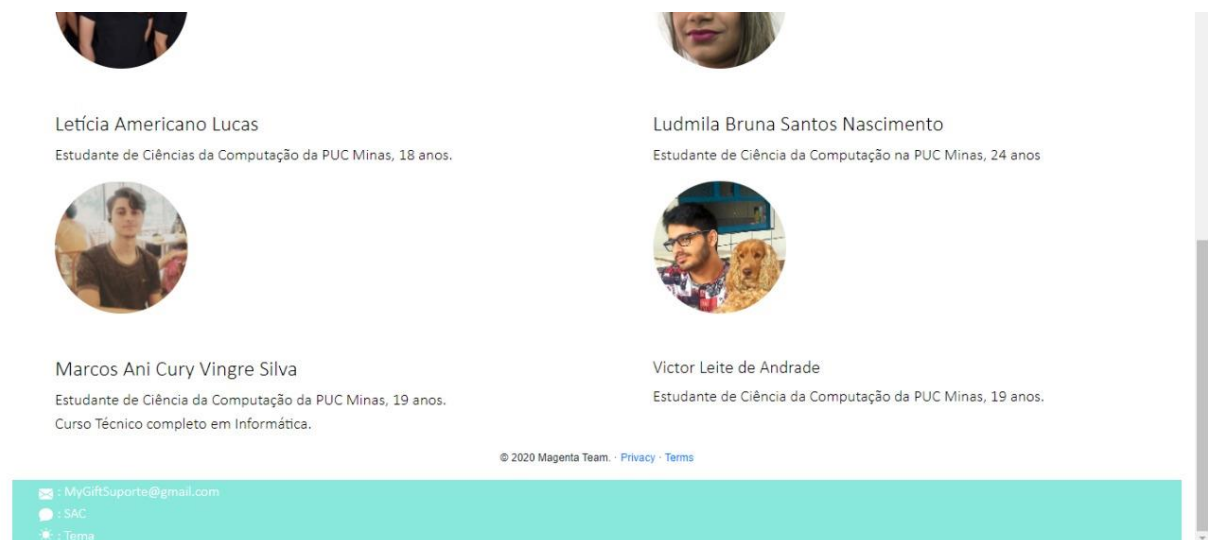 Letícia Americano Lucas
Estudante de Ciências da Computação da PUC Minas, 18 anos.
Ludmila Bruna Santos Nascimento
Estudante de Ciência da Computação na PUC Minas, 24 anos
Marcos Ani Cury Vingre Silva
Estudante de Ciência da Computação da PUC Minas, 19 anos.
Curso Técnico completo em Informática.
Victor Leite de Andrade
Estudante de Ciência da Computação da PUC Minas, 19 anos.
© 2020 Magenta Team. · Privacy · Terms
: MyGiftSuporte@gmail.com
: SAC
: Tema